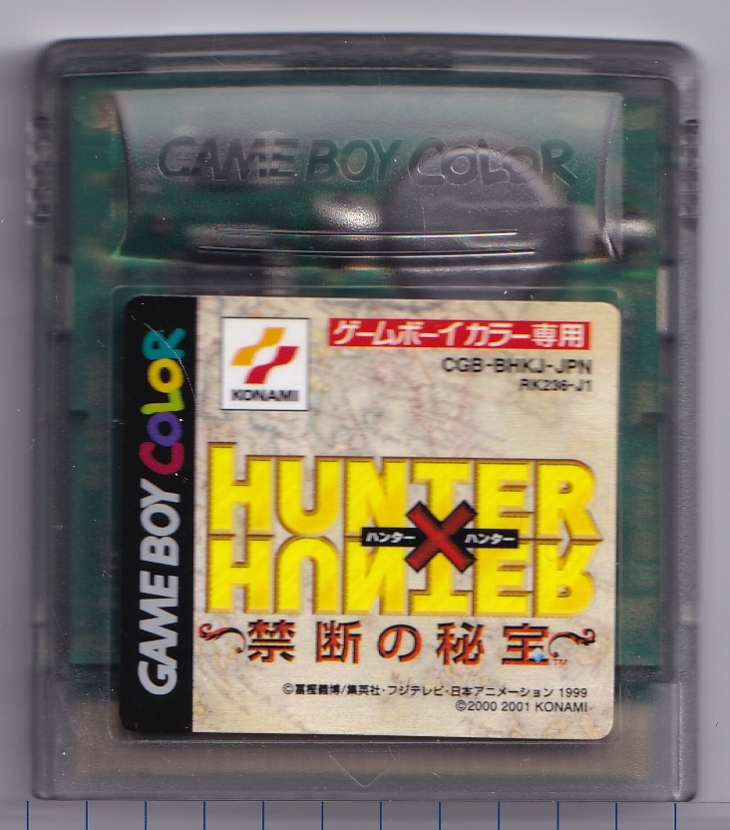 GAME BOY COLOR
GAME BOY COLOR
KONAMI
ゲームボーイカラー専用
CGB-BHKJ-JPN
RK236-J1
HUNTER
ハンター×ハンター
HUNTER
禁断の秘宝™
©冨樫義博/集英社・フジテレビ・日本アニメーション 1999
©2000 2001 KONAMI